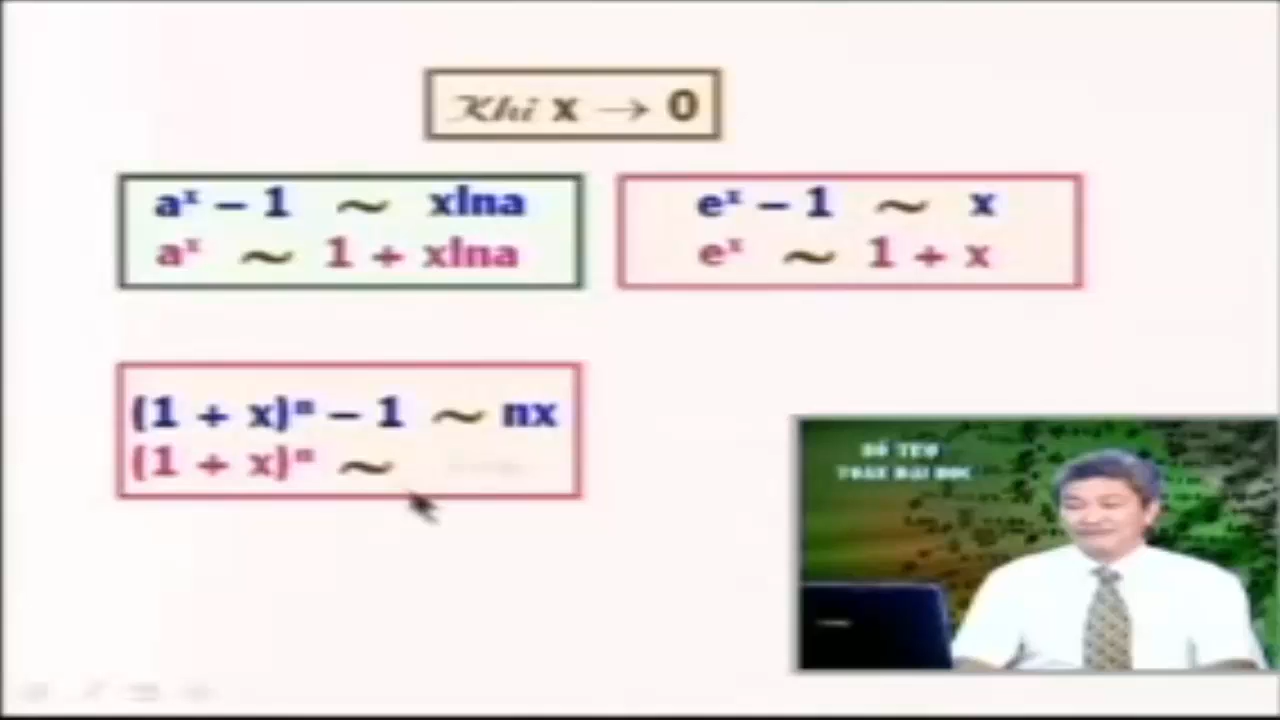 Khi x → 0
aˣ – 1 ~ xlna
aˣ ~ 1 + xlna
eˣ – 1 ~ x
eˣ ~ 1 + x
(1 + x)ⁿ – 1 ~ nx
(1 + x)ⁿ ~